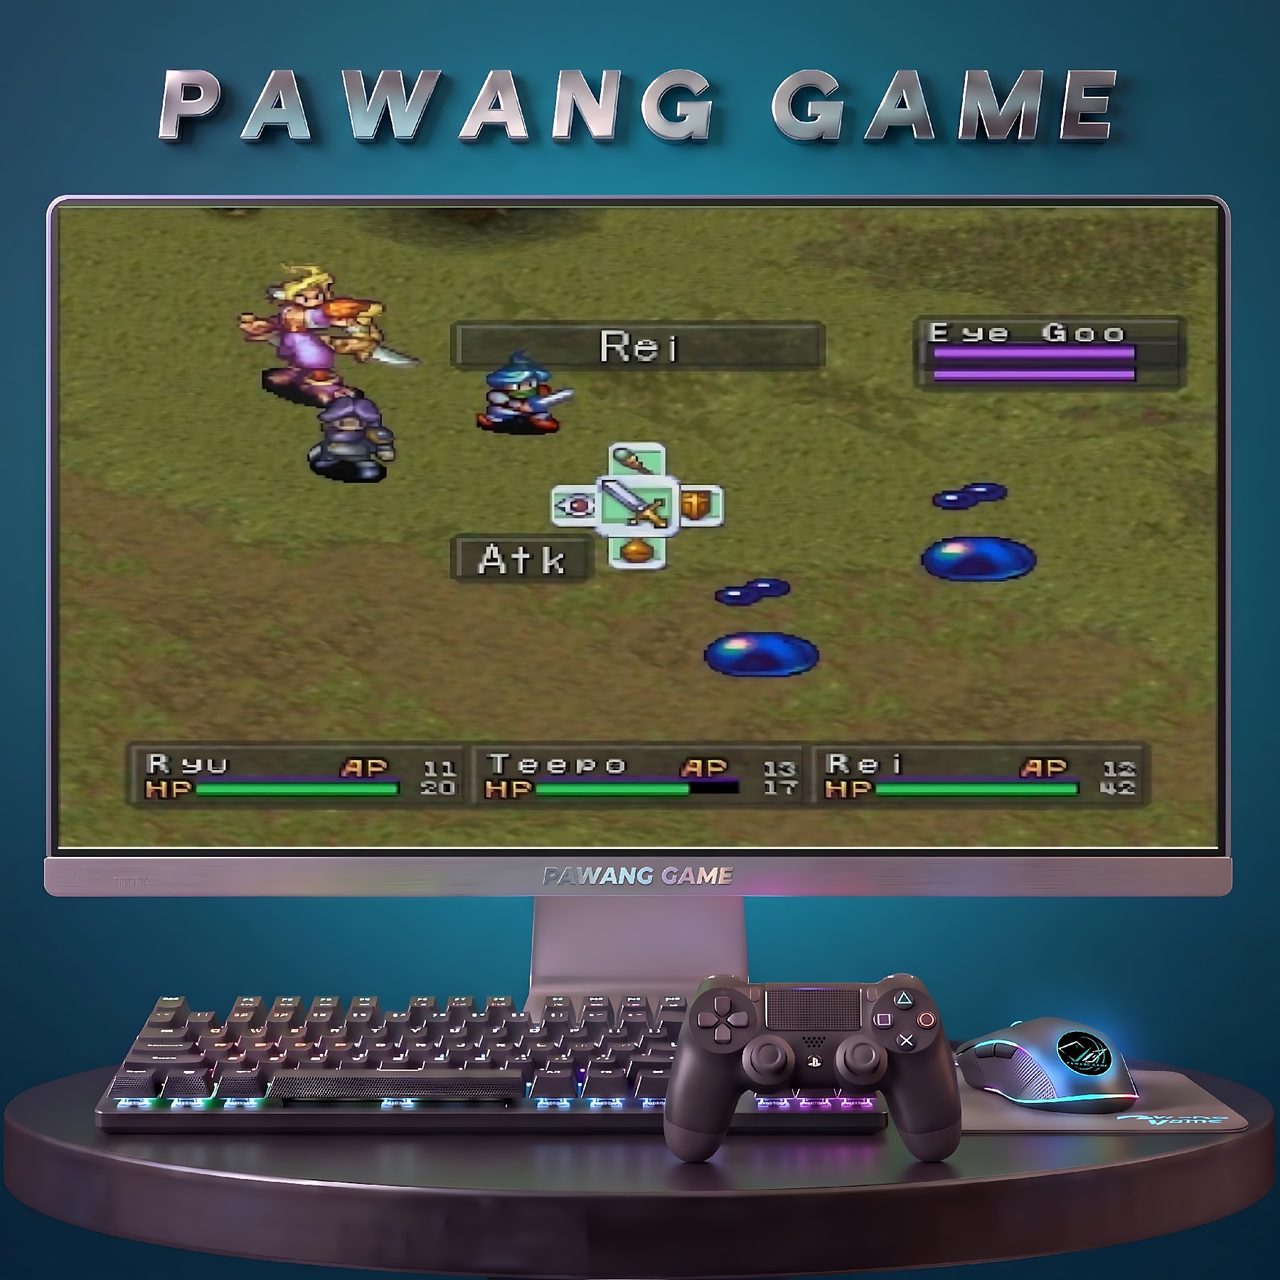 PAWANG GAME
Rei
Eye Goo
Atk
Ryu AP 11
HP 20
Teepo AP 13
HP 17
Rei AP 12
HP 42
PAWANG GAME